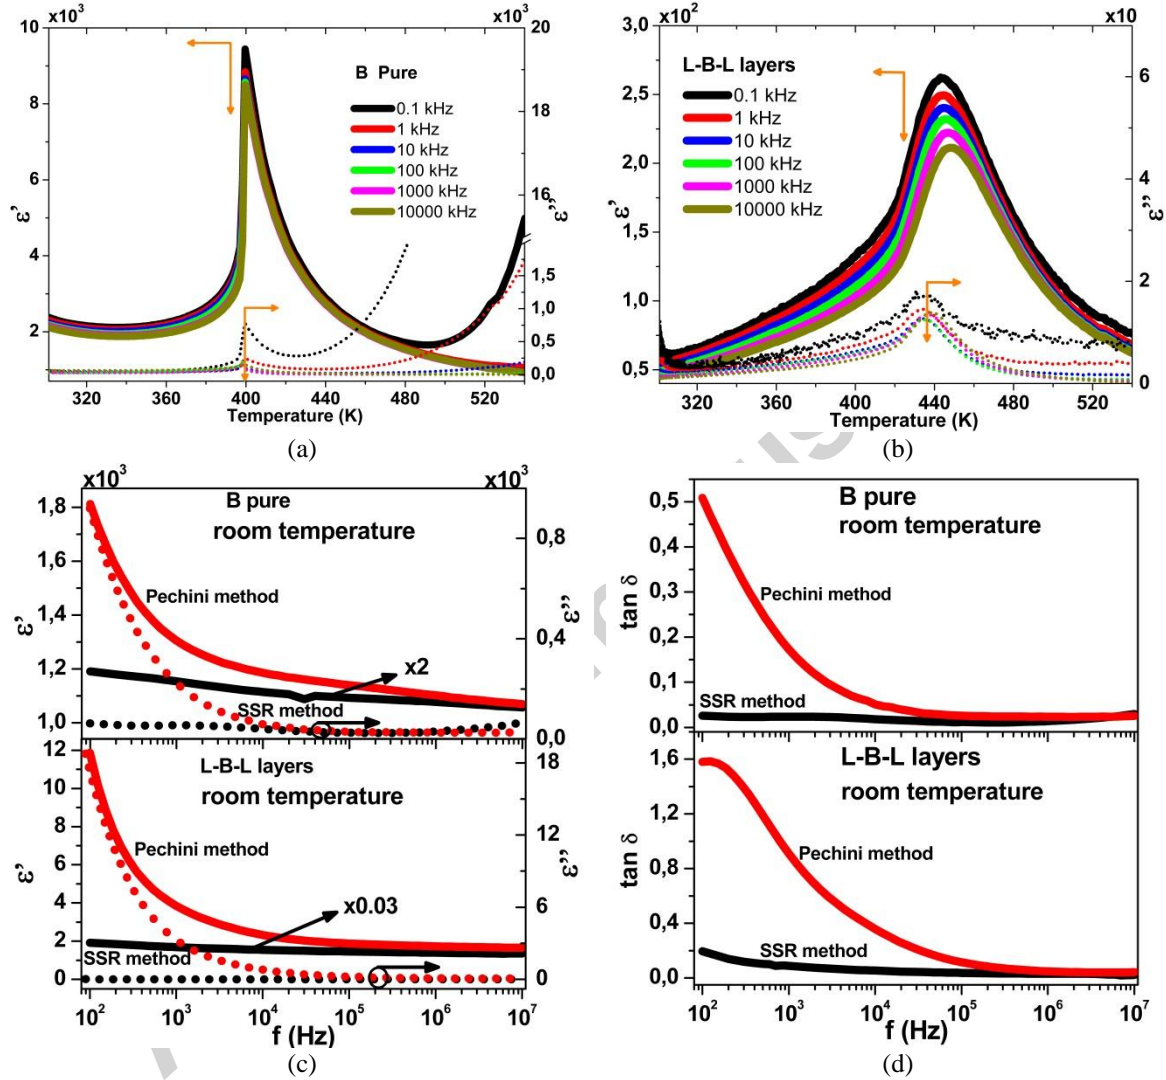 x10³ x10³
10 20
B Pure
0.1 kHz
1 kHz
10 kHz
100 kHz
1000 kHz
10000 kHz
8
6
4
2
19
18
17
16
1,5
1,0
0,5
0,0
ε'
ε''
320 360 400 440 480 520
Temperature (K)
(a)
x10² x10
3,0
2,5
2,0
1,5
1,0
0,5
L-B-L layers
0.1 kHz
1 kHz
10 kHz
100 kHz
1000 kHz
10000 kHz
6
4
2
0
ε'
ε''
320 360 400 440 480 520
Temperature (K)
(b)
x10³ x10³
B pure
room temperature
Pechini method
x2
SSR method
1,8
1,6
1,4
1,2
1,0
0,8
0,4
0,0
ε'
ε''
L-B-L layers
room temperature
Pechini method
x0.03
SSR method
12
10
8
6
4
2
0
18
12
6
0
ε'
ε''
10² 10³ 10⁴ 10⁵ 10⁶ 10⁷
f (Hz)
(c)
B pure
room temperature
Pechini method
SSR method
0,5
0,4
0,3
0,2
0,1
0,0
tan δ
L-B-L layers
room temperature
Pechini method
SSR method
1,6
1,2
0,8
0,4
0,0
tan δ
10² 10³ 10⁴ 10⁵ 10⁶ 10⁷
f (Hz)
(d)